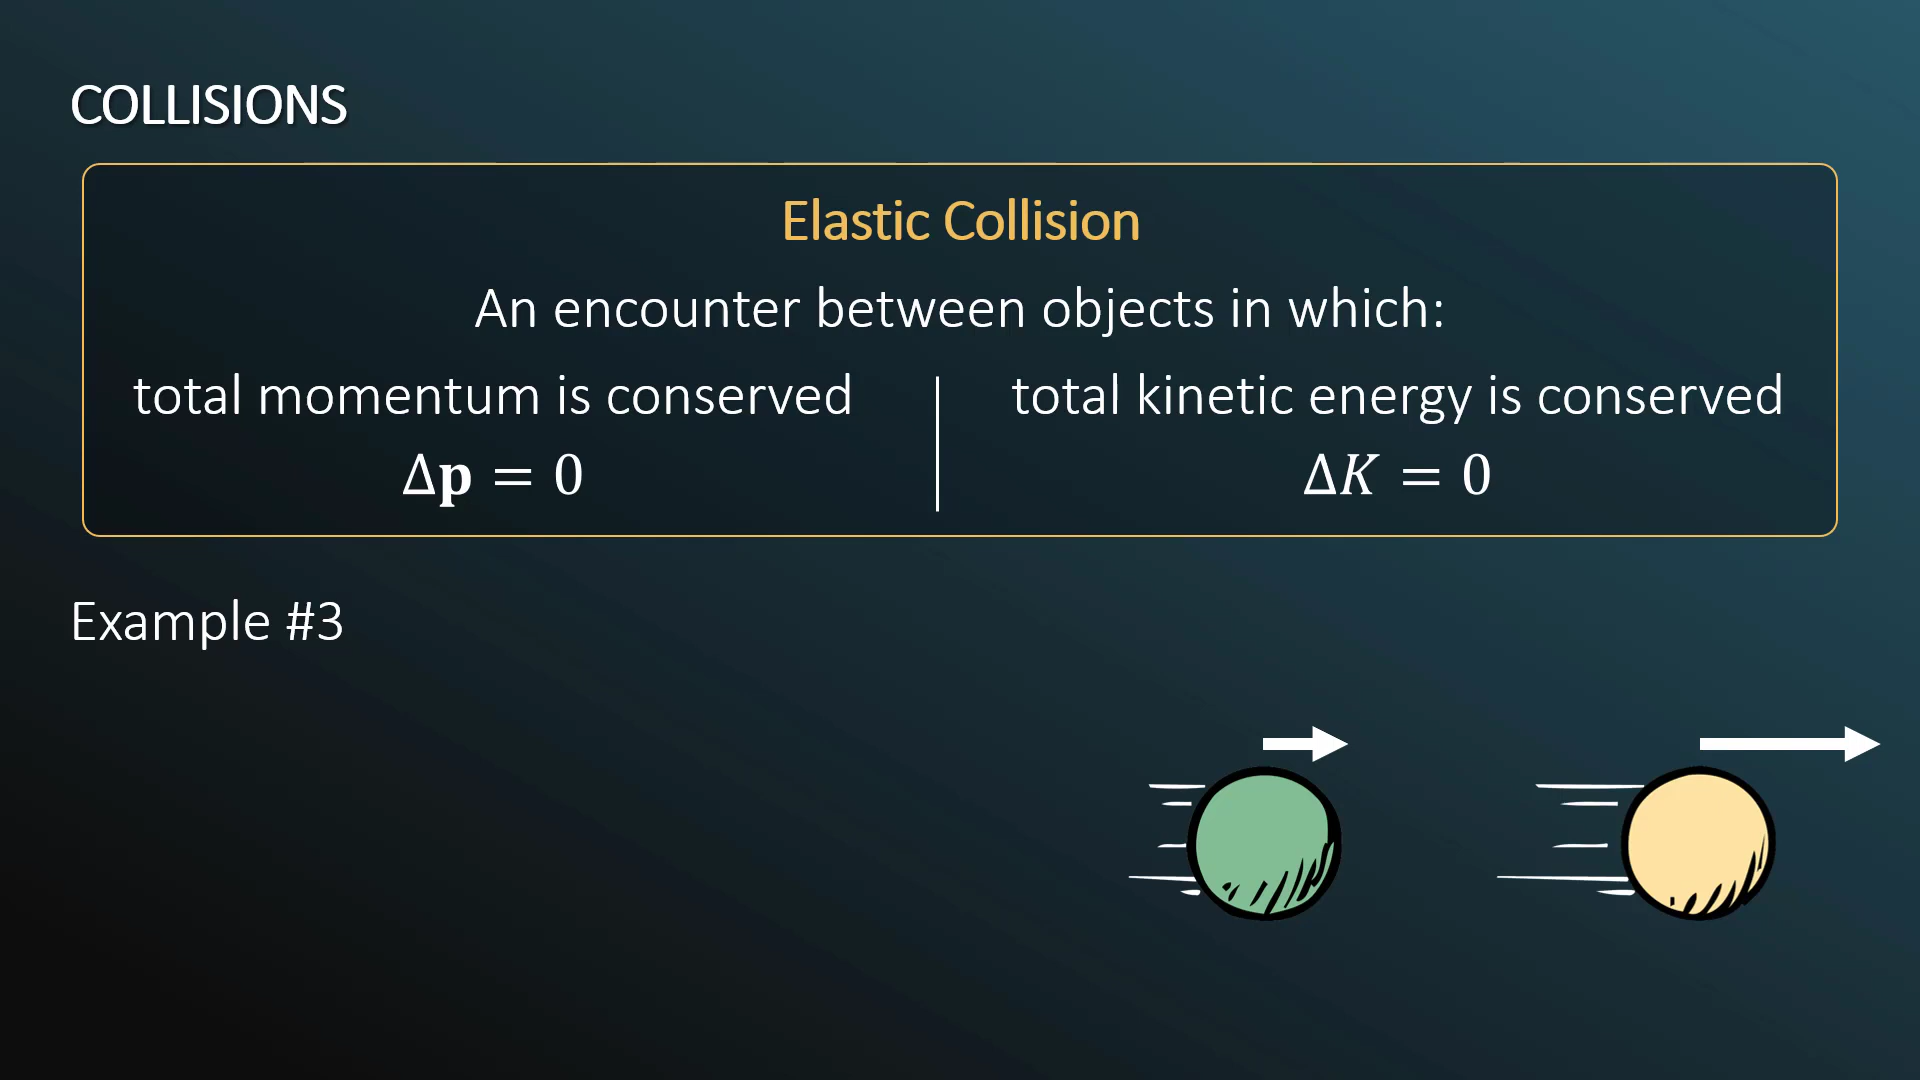 COLLISIONS
Elastic Collision
An encounter between objects in which:
total momentum is conserved
Δ𝐩 = 0
total kinetic energy is conserved
Δ𝐾 = 0
Example #3